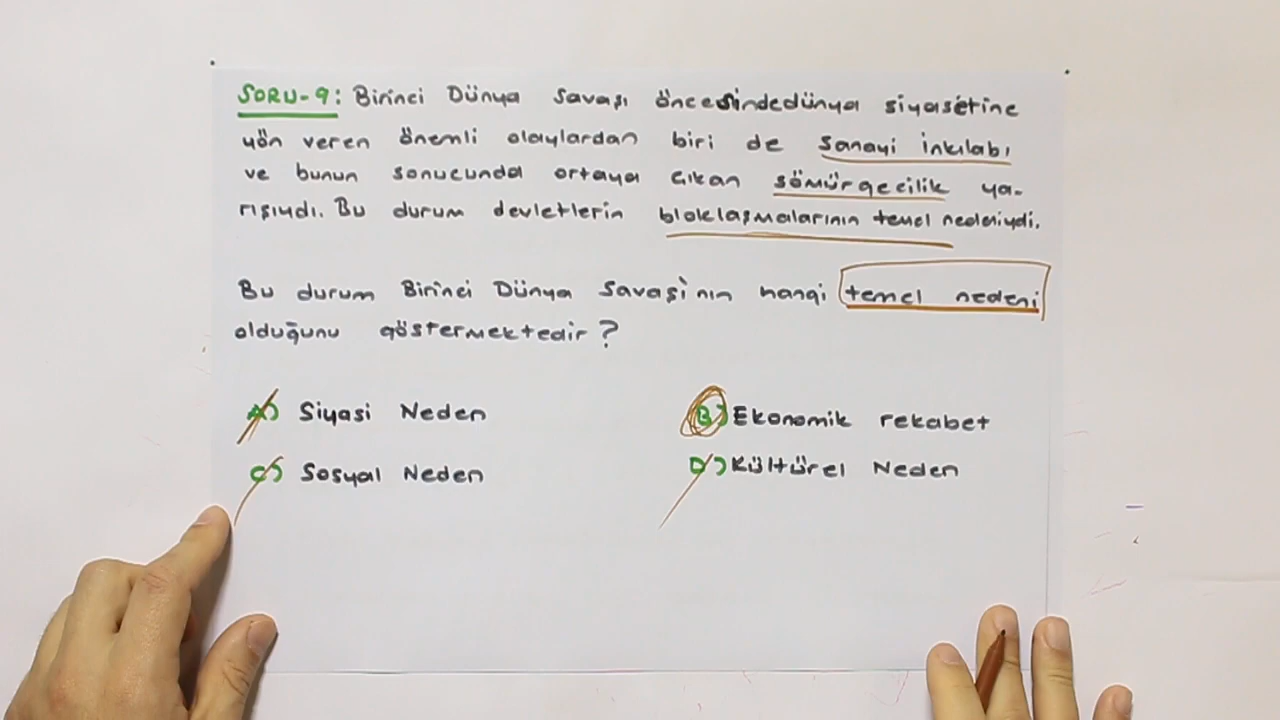 SORU-9: Birinci Dünya Savaşı öncesindedünya siyasetine
yön veren önemli olaylardan biri de sanayi inkılabı
ve bunun sonucunda ortaya çıkan sömürgecilik ya-
rışıydı. Bu durum devletlerin bloklaşmalarının temel nedeniydi.
Bu durum Birinci Dünya Savaşı'nın hangi temel nedeni
olduğunu göstermektedir?
A) Siyasi Neden
B) Ekonomik rekabet
C) Sosyal Neden
D) Kültürel Neden